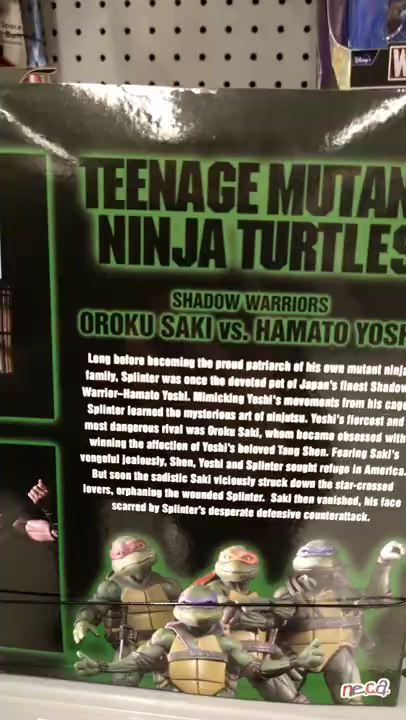 Disney's
W
TEENAGE MUTAN
NINJA TURTLES
SHADOW WARRIORS
OROKU SAKI vs. HAMATO YOSH
Long before becoming the proud patriarch of his own mutant ninja
family, Splinter was once the devoted pet of Japan's finest Shadow
Warrior–Hamato Yoshi. Mimicking Yoshi's movements from his cage
Splinter learned the mysterious art of ninjutsu. Yoshi's fiercest and
most dangerous rival was Oroku Saki, whom became obsessed with
winning the affection of Yoshi's beloved Tang Shen. Fearing Saki's
vengeful jealously, Shen, Yoshi and Splinter sought refuge in America.
But soon the sadistic Saki viciously struck down the star-crossed
lovers, orphaning the wounded Splinter. Saki then vanished, his face
scarred by Splinter's desperate defensive counterattack.
neca